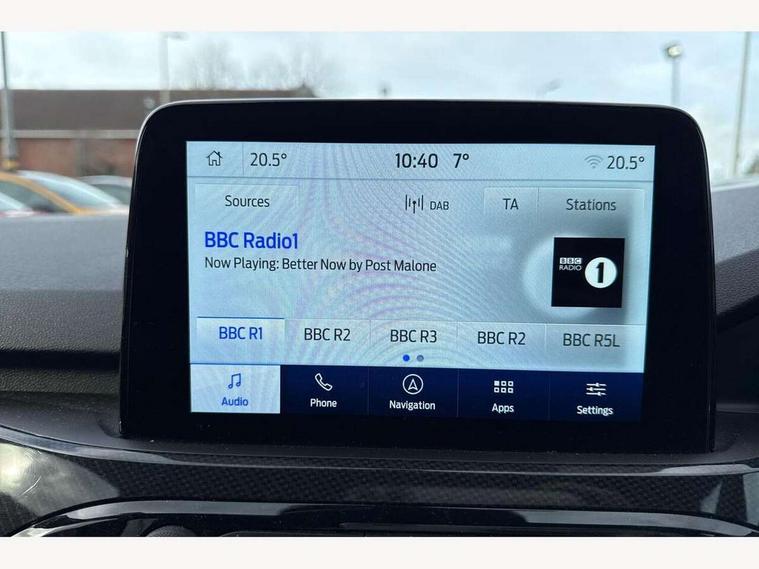 20.5° 10:40 7° 20.5°
Sources DAB TA Stations
BBC Radio1
Now Playing: Better Now by Post Malone
BBC RADIO 1
BBC R1 BBC R2 BBC R3 BBC R2 BBC R5L
Audio Phone Navigation Apps Settings